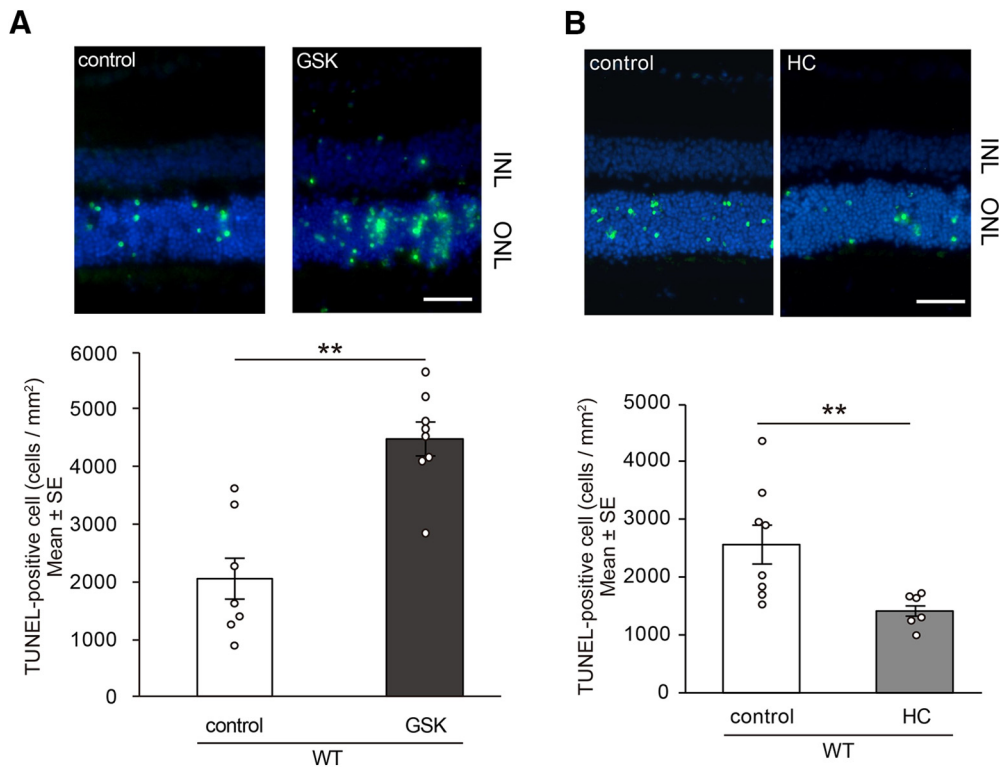 A
control
GSK
INL
ONL
6000
5000
4000
3000
2000
1000
0
TUNEL-positive cell (cells / mm²)
Mean ± SE
**
control
GSK
WT
B
control
HC
INL
ONL
5000
4000
3000
2000
1000
0
TUNEL-positive cell (cells / mm²)
Mean ± SE
**
control
HC
WT